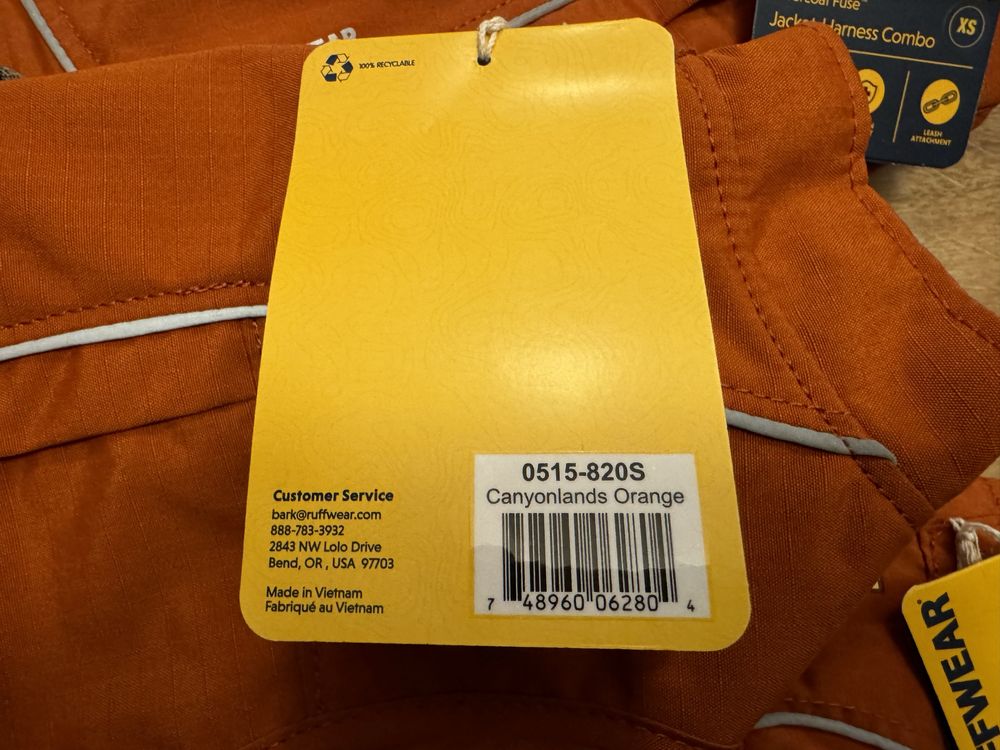 100% RECYCLABLE
Fuse™
Jacket Harness Combo
XS
LEASH
ATTACHMENT
0515-820S
Canyonlands Orange
7 48960 06280 4
Customer Service
bark@ruffwear.com
888-783-3932
2843 NW Lolo Drive
Bend, OR , USA 97703
Made in Vietnam
Fabriqué au Vietnam
FWEAR